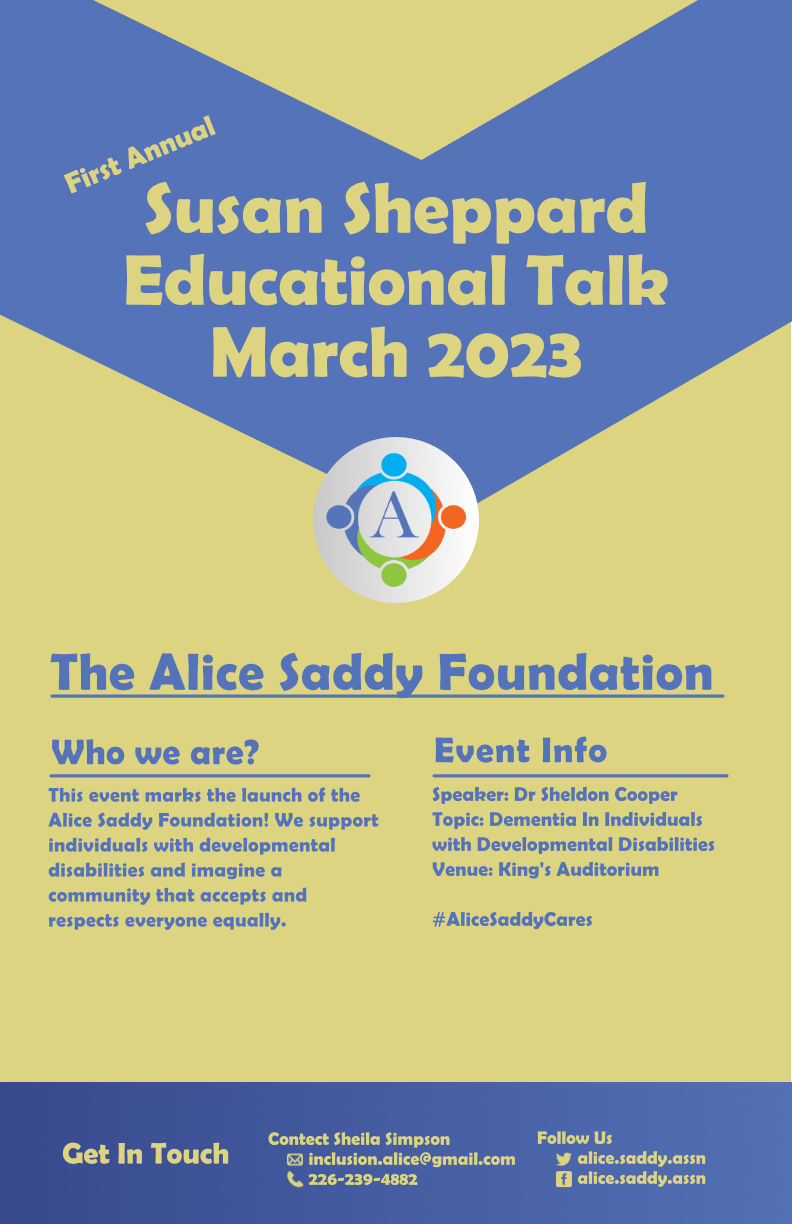 First Annual
Susan Sheppard
Educational Talk
March 2023
A
The Alice Saddy Foundation
Who we are?
This event marks the launch of the
Alice Saddy Foundation! We support
individuals with developmental
disabilities and imagine a
community that accepts and
respects everyone equally.
Event Info
Speaker: Dr Sheldon Cooper
Topic: Dementia In Individuals
with Developmental Disabilities
Venue: King's Auditorium
#AliceSaddyCares
Get In Touch
Contect Sheila Simpson
inclusion.alice@gmail.com
226-239-4882
Follow Us
alice.saddy.assn
f alice.saddy.assn